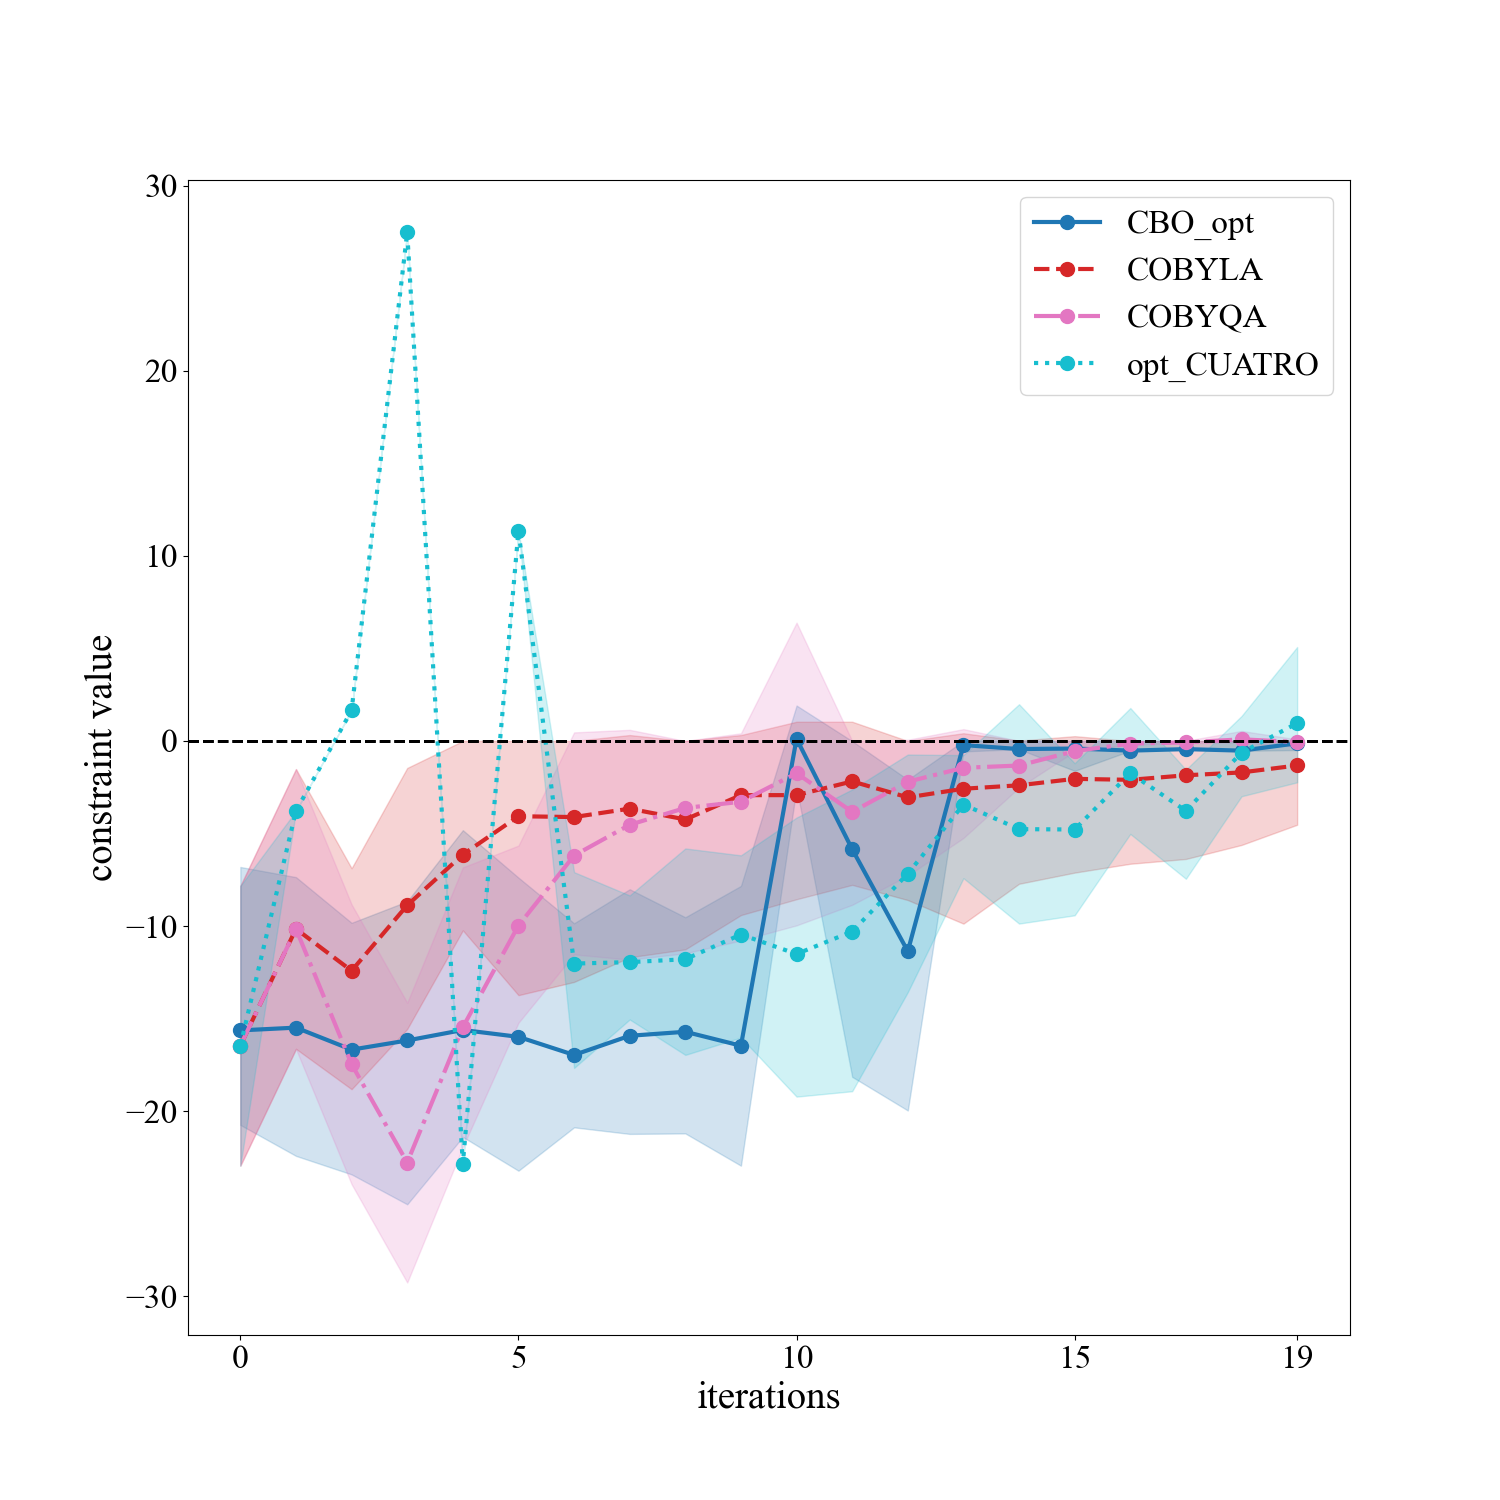 30
20
10
0
−10
−20
−30
constraint value
CBO_opt
COBYLA
COBYQA
opt_CUATRO
0 5 10 15 19
iterations